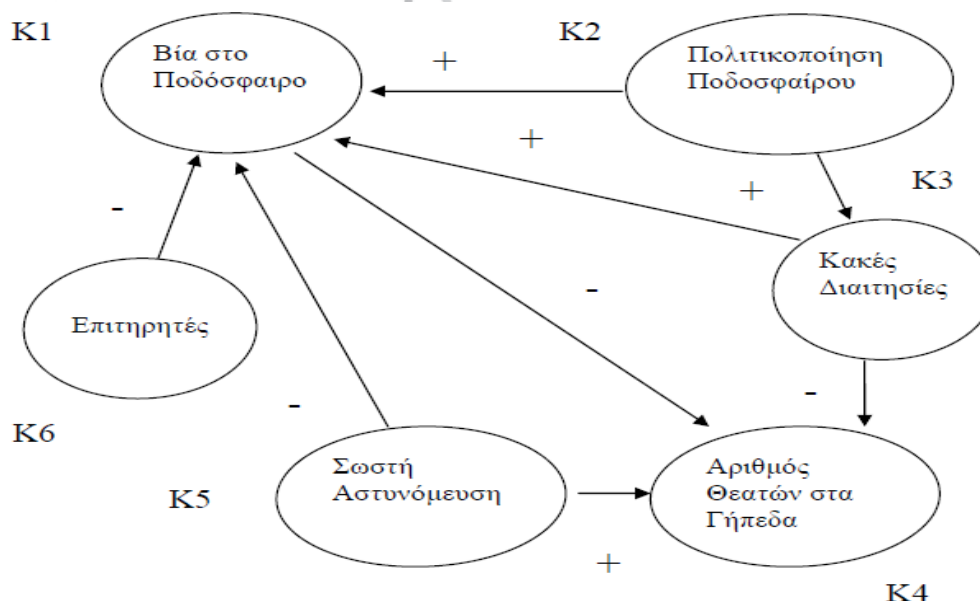 K1
Βία στο
Ποδόσφαιρο
+
K2
Πολιτικοποίηση
Ποδοσφαίρου
+
+
K3
-
Κακές
Διαιτησίες
-
Επιτηρητές
-
-
K6
K5
Σωστή
Αστυνόμευση
Αριθμός
Θεατών στα
Γήπεδα
+
K4